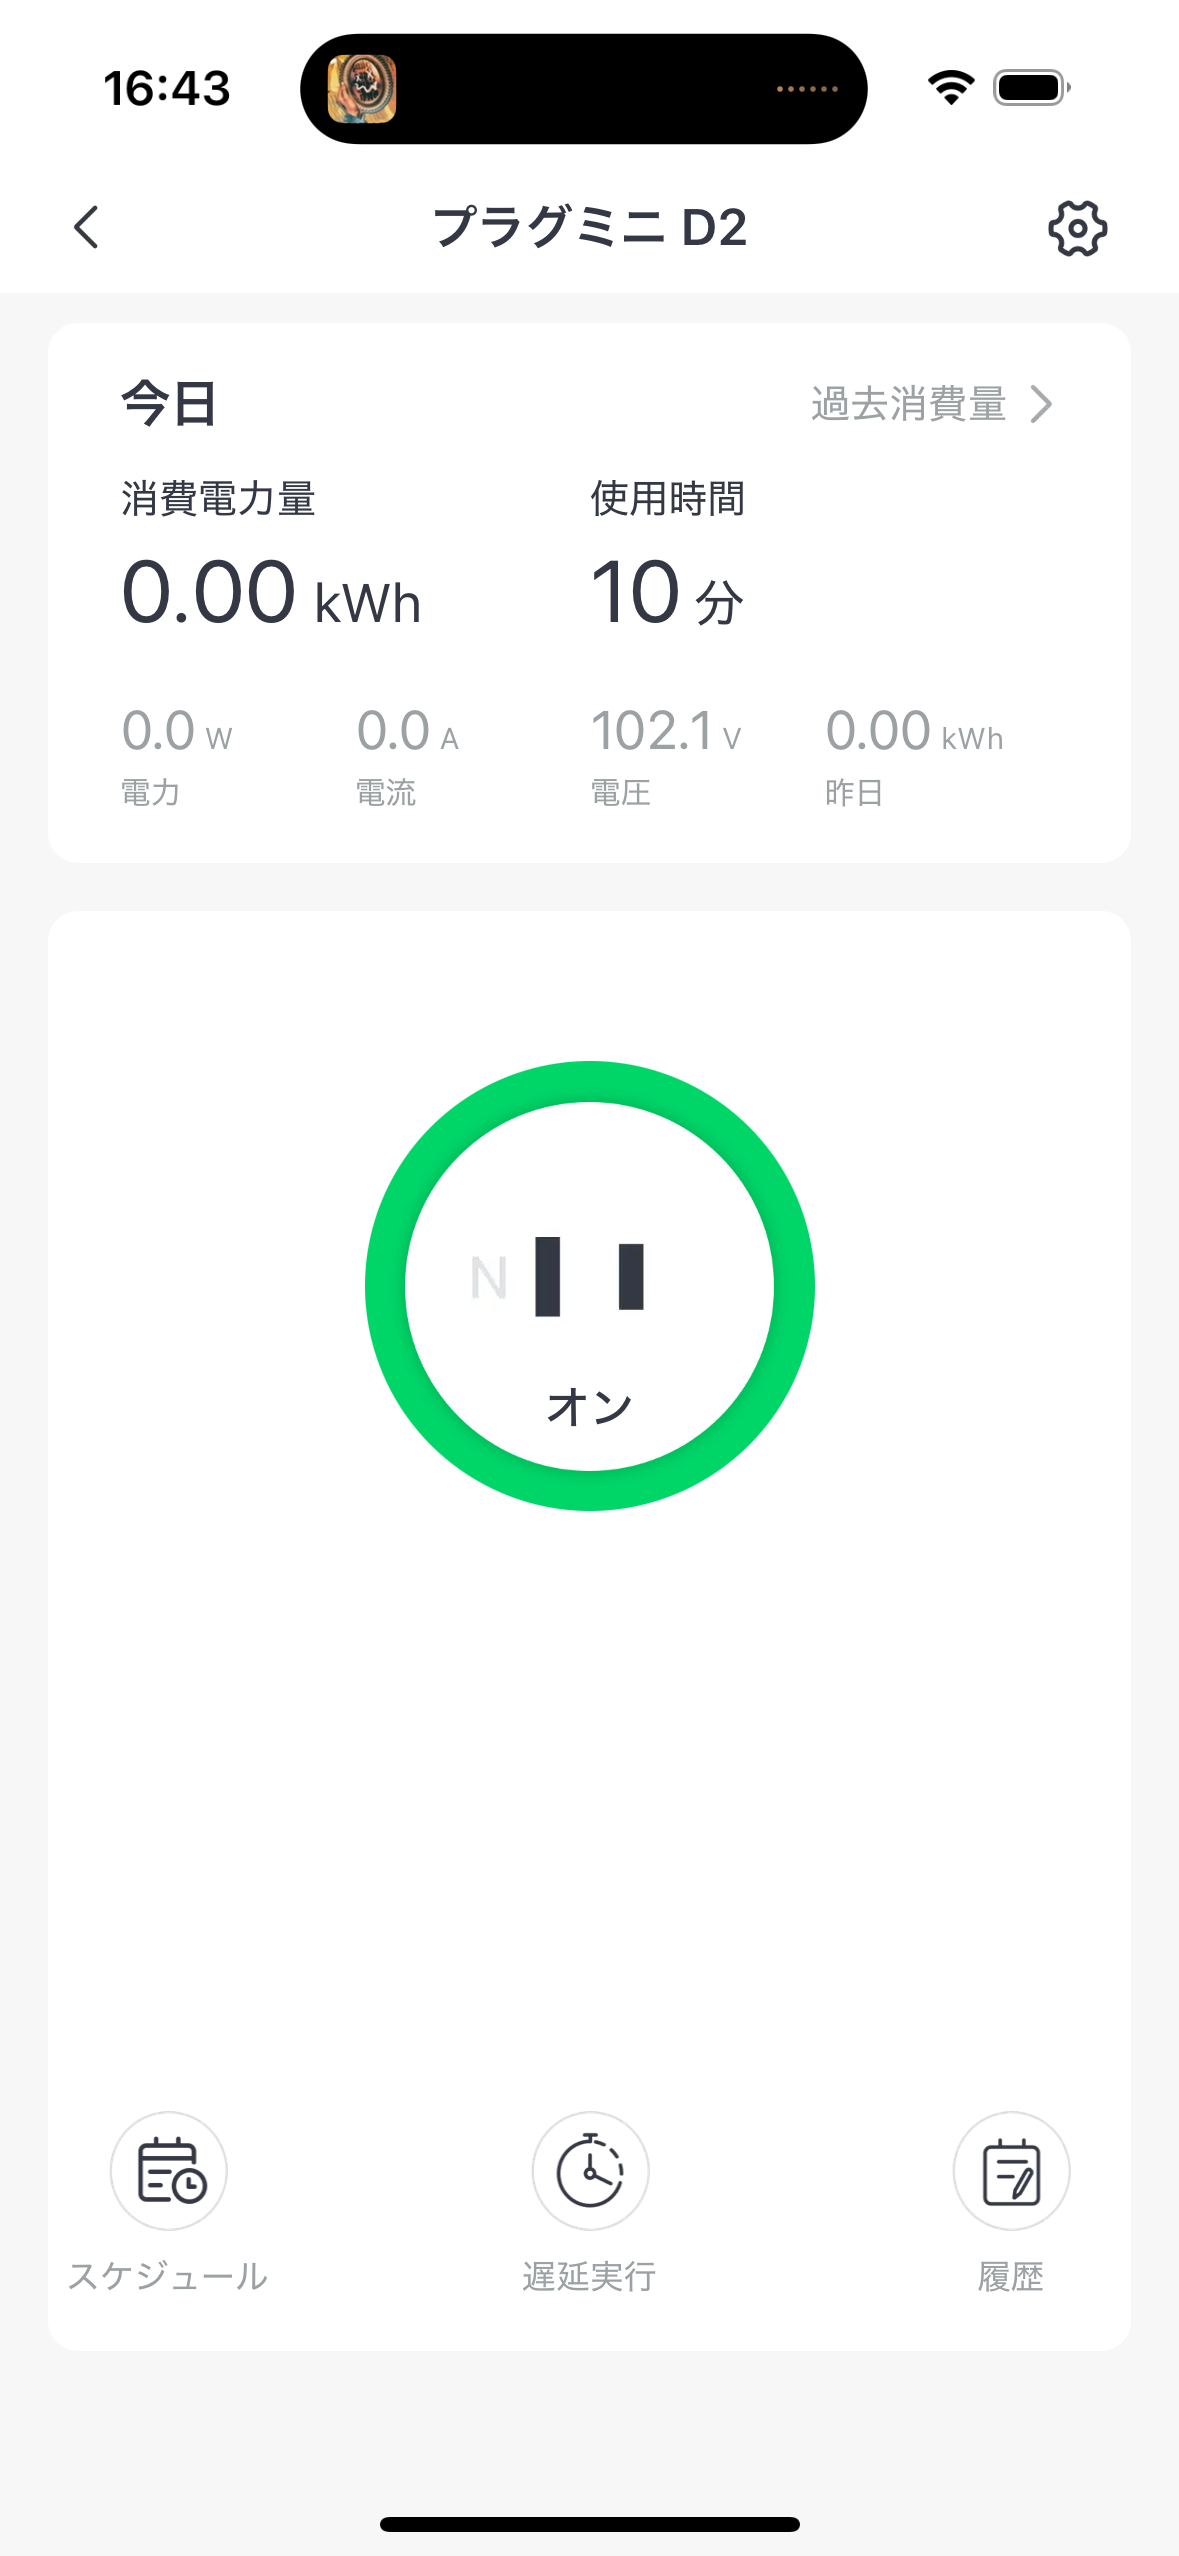 16:43
プラグミニ D2
今日 過去消費量
消費電力量 使用時間
0.00 kWh 10 分
0.0 W 0.0 A 102.1 V 0.00 kWh
電力 電流 電圧 昨日
N
オン
スケジュール 遅延実行 履歴